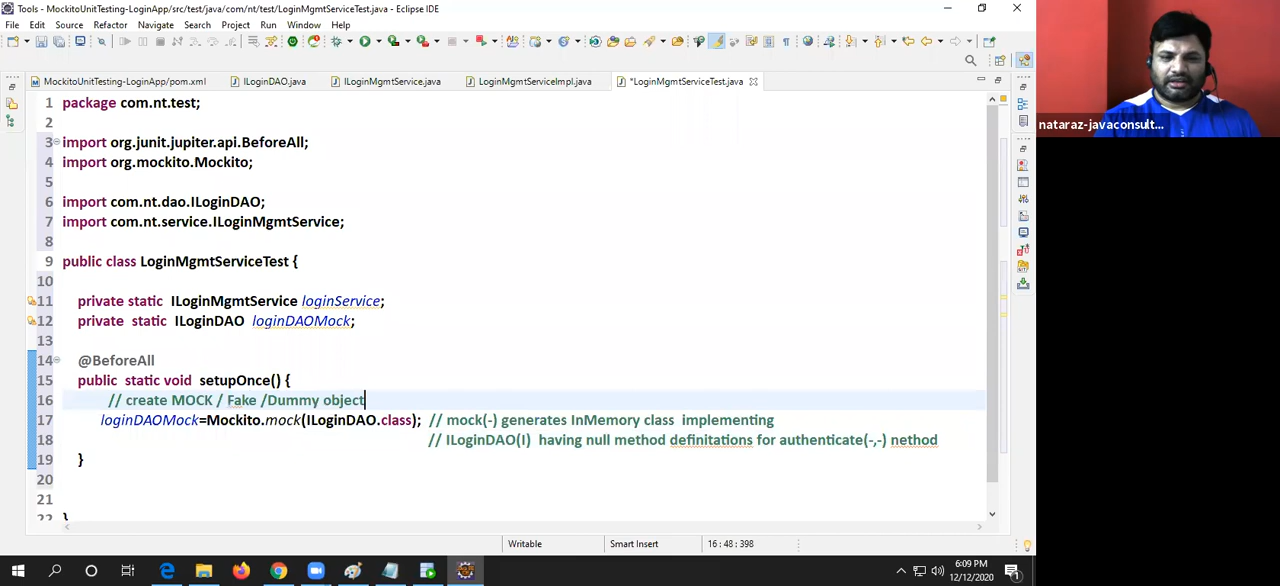 Tools - MockitoUnitTesting-LoginApp/src/test/java/com/nt/test/LoginMgmtServiceTest.java - Eclipse IDE
File Edit Source Refactor Navigate Search Project Run Window Help
MockitoUnitTesting-LoginApp/pom.xml ILoginDAO.java ILoginMgmtService.java LoginMgmtServiceImpl.java *LoginMgmtServiceTest.java
nataraz-javaconsult...
1 package com.nt.test;
2
3 import org.junit.jupiter.api.BeforeAll;
4 import org.mockito.Mockito;
5
6 import com.nt.dao.ILoginDAO;
7 import com.nt.service.ILoginMgmtService;
8
9 public class LoginMgmtServiceTest {
10
11 private static ILoginMgmtService loginService;
12 private static ILoginDAO loginDAOMock;
13
14 @BeforeAll
15 public static void setupOnce() {
16 // create MOCK / Fake /Dummy object
17 loginDAOMock=Mockito.mock(ILoginDAO.class); // mock(-) generates InMemory class implementing
18 // ILoginDAO(I) having null method definitations for authenticate(-,-) nethod
19 }
20
21
22 }
Writable Smart Insert 16 : 48 : 398
6:09 PM
12/12/2020